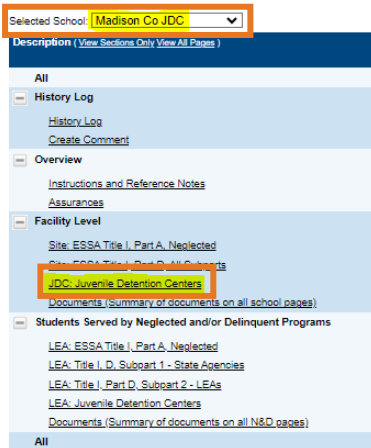 Selected School: Madison Co JDC
Description ( View Sections Only View All Pages )
All
History Log
History Log
Create Comment
Overview
Instructions and Reference Notes
Assurances
Facility Level
Site: ESSA Title I, Part A, Neglected
Site: ESSA Title I, Part D, All Subparts
JDC: Juvenile Detention Centers
Documents (Summary of documents on all school pages)
Students Served by Neglected and/or Delinquent Programs
LEA: ESSA Title I, Part A, Neglected
LEA: Title I, D, Subpart 1 - State Agencies
LEA: Title I, Part D, Subpart 2 - LEAs
LEA: Juvenile Detention Centers
Documents (Summary of documents on all N&D pages)
All